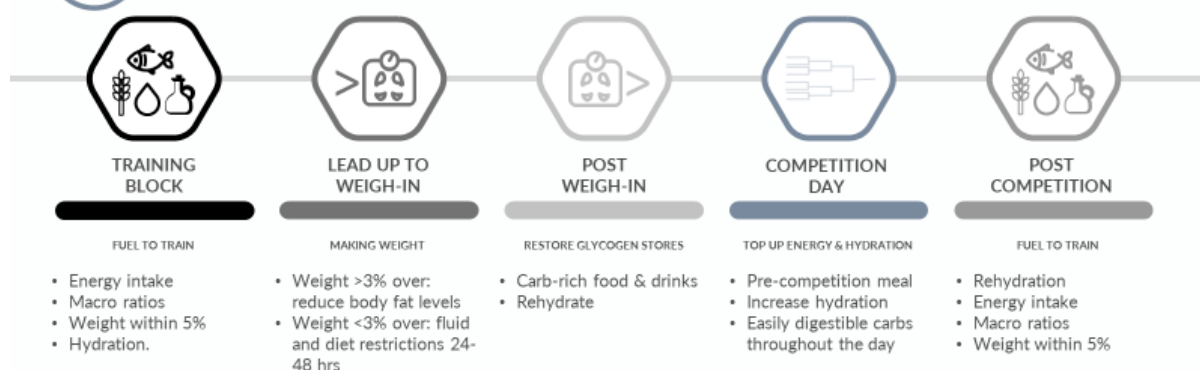 TRAINING
BLOCK
FUEL TO TRAIN
• Energy intake
• Macro ratios
• Weight within 5%
• Hydration.
LEAD UP TO
WEIGH-IN
MAKING WEIGHT
• Weight >3% over:
reduce body fat levels
• Weight <3% over: fluid
and diet restrictions 24-
48 hrs
POST
WEIGH-IN
RESTORE GLYCOGEN STORES
• Carb-rich food & drinks
• Rehydrate
COMPETITION
DAY
TOP UP ENERGY & HYDRATION
• Pre-competition meal
• Increase hydration
• Easily digestible carbs
throughout the day
POST
COMPETITION
FUEL TO TRAIN
• Rehydration
• Energy intake
• Macro ratios
• Weight within 5%